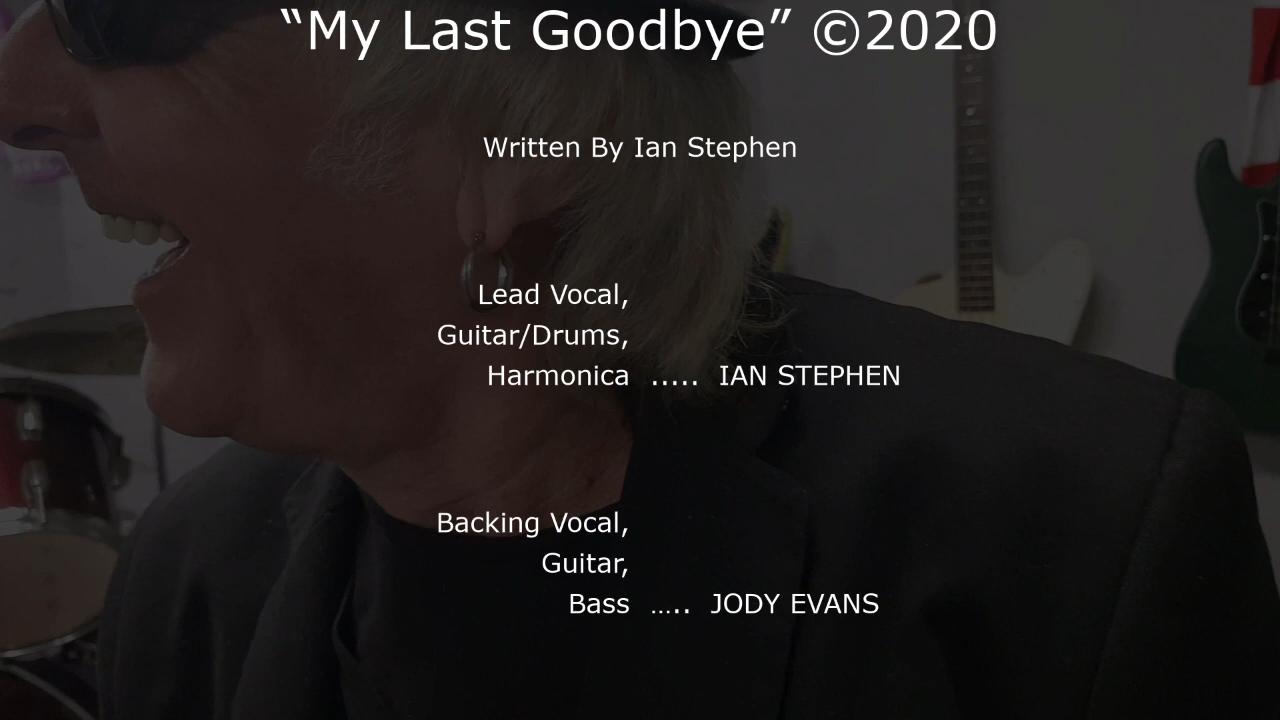 “My Last Goodbye” ©2020
Written By Ian Stephen
Lead Vocal,
Guitar/Drums,
Harmonica ..... IAN STEPHEN
Backing Vocal,
Guitar,
Bass ….. JODY EVANS